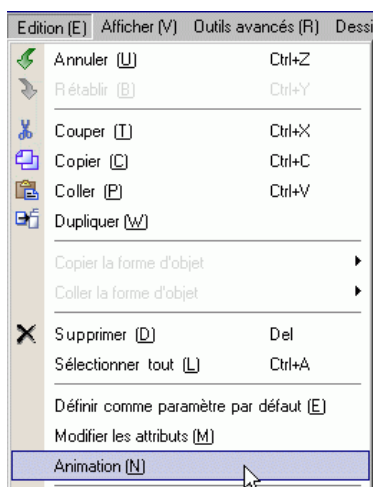 Edition (E) Afficher (V) Outils avancés (R) Dessi
Annuler (U) Ctrl+Z
Rétablir (B) Ctrl+Y
Couper (T) Ctrl+X
Copier (C) Ctrl+C
Coller (P) Ctrl+V
Dupliquer (W)
Copier la forme d'objet
Coller la forme d'objet
Supprimer (D) Del
Sélectionner tout (L) Ctrl+A
Définir comme paramètre par défaut (E)
Modifier les attributs (M)
Animation (N)